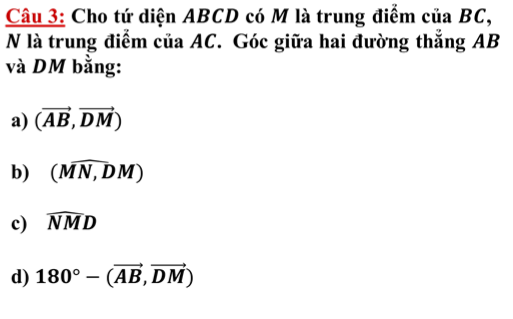 Câu 3: Cho tứ diện ABCD có M là trung điểm của BC,
N là trung điểm của AC. Góc giữa hai đường thẳng AB
và DM bằng:
a) (\overrightarrow{AB}, \overrightarrow{DM})
b) (\widehat{MN, DM})
c) \widehat{NMD}
d) 180° − (\overrightarrow{AB}, \overrightarrow{DM})